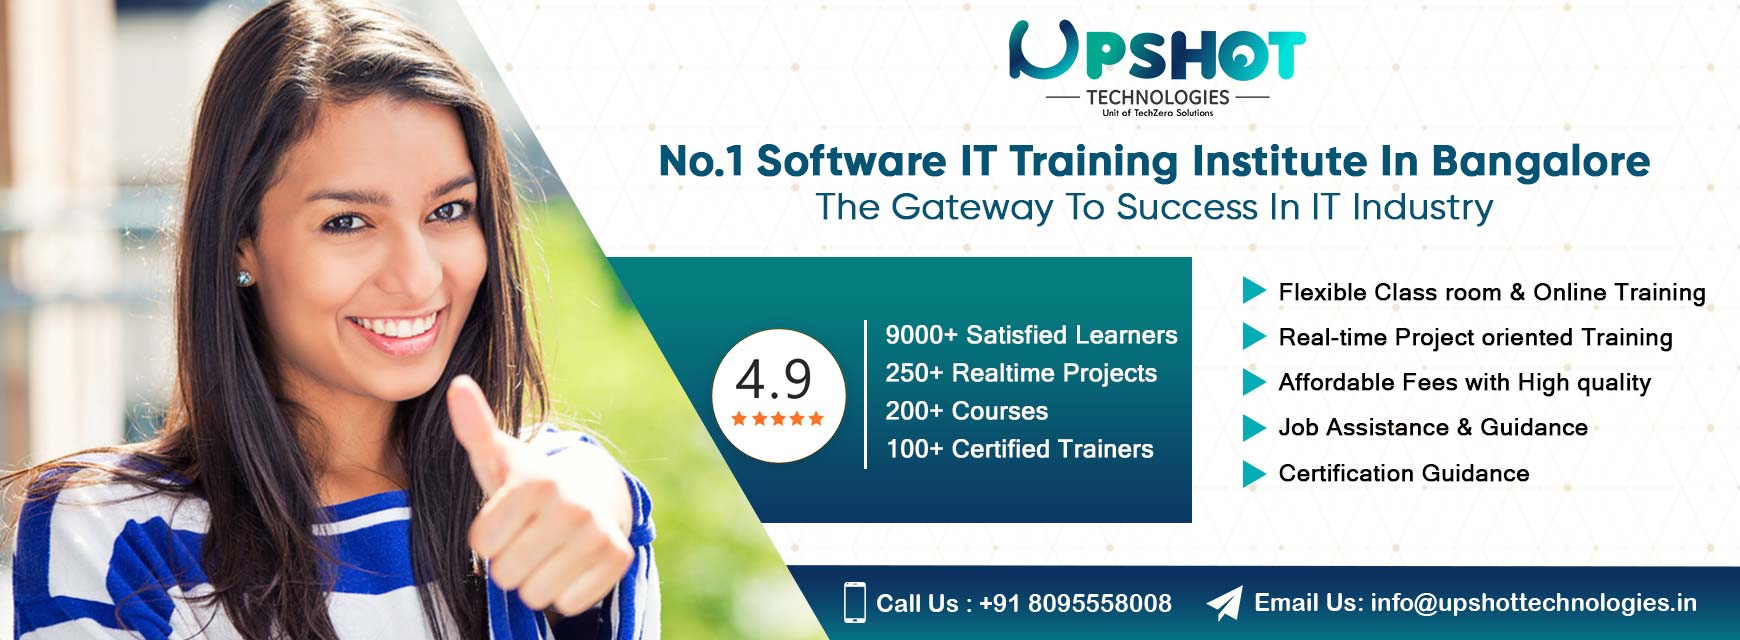 UPSHOT
TECHNOLOGIES
Unit of TechZera Solutions
No.1 Software IT Training Institute In Bangalore
The Gateway To Success In IT Industry
4.9
9000+ Satisfied Learners
250+ Realtime Projects
200+ Courses
100+ Certified Trainers
Flexible Class room & Online Training
Real-time Project oriented Training
Affordable Fees with High quality
Job Assistance & Guidance
Certification Guidance
Call Us : +91 8095558008
Email Us: info@upshottechnologies.in